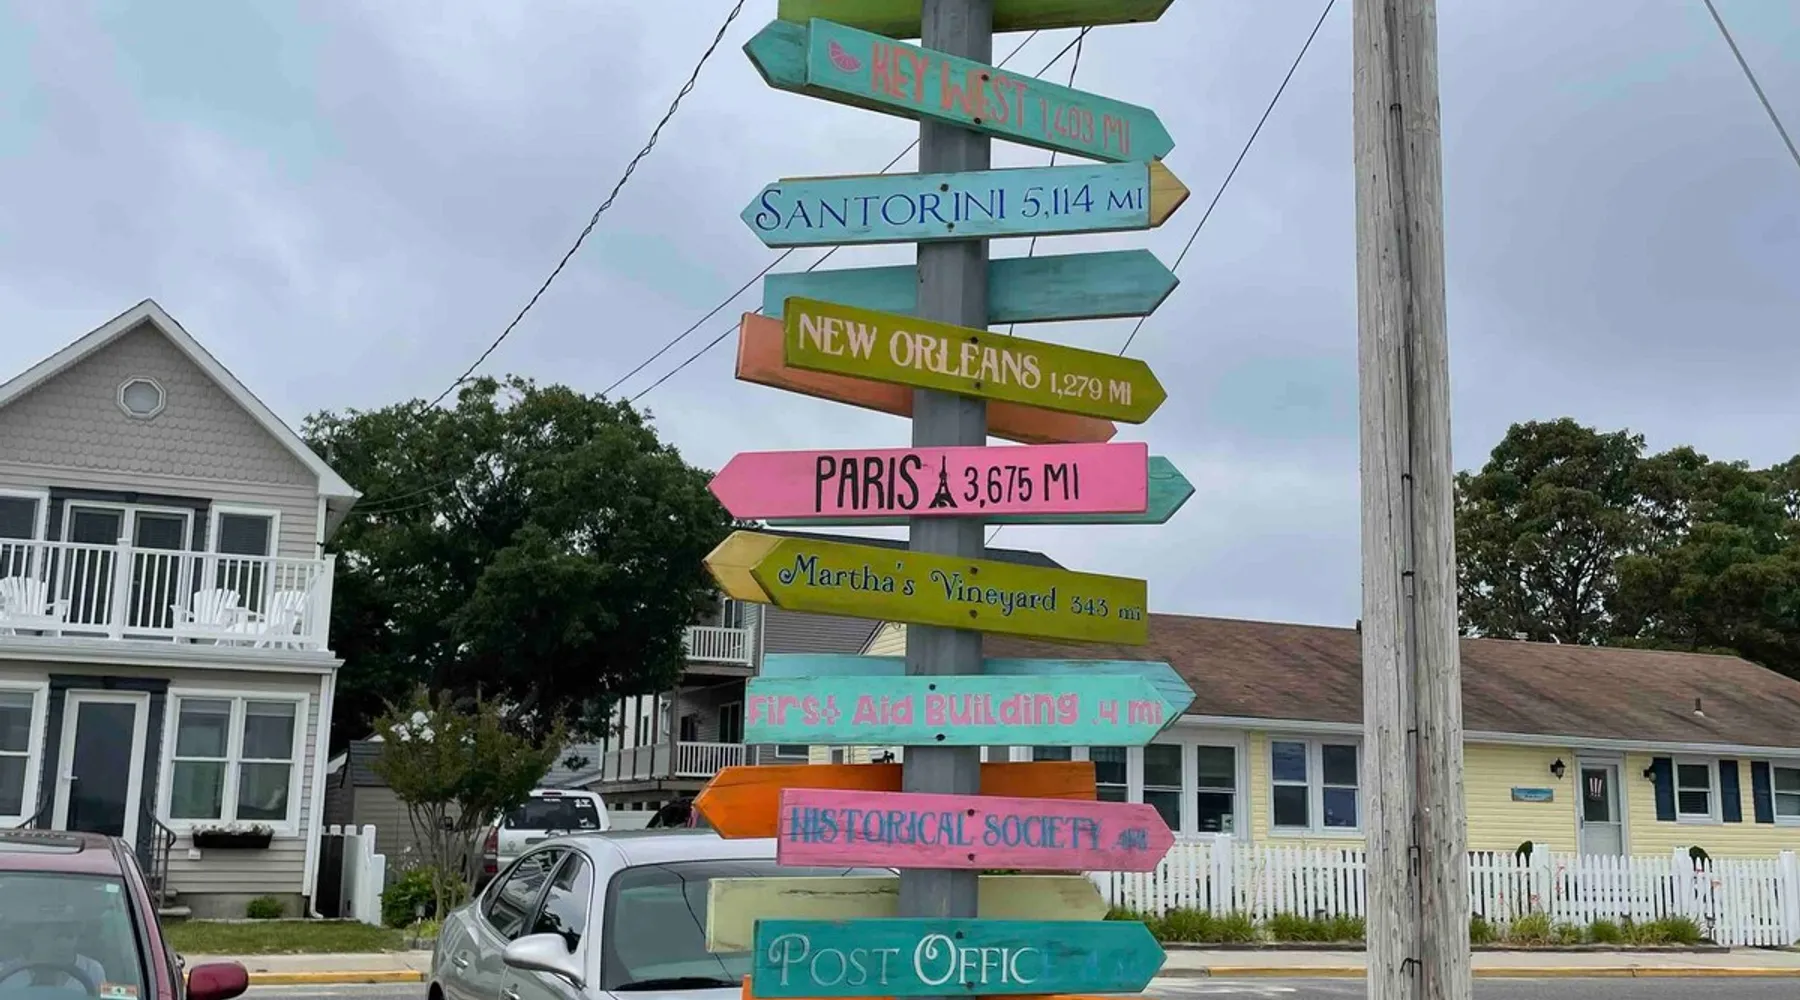 KEY WEST 1,403 MI
SANTORINI 5,114 MI
NEW ORLEANS 1,279 MI
PARIS 3,675 MI
Martha's Vineyard 343 mi
First Aid Building .4 mi
HISTORICAL SOCIETY
POST OFFIC